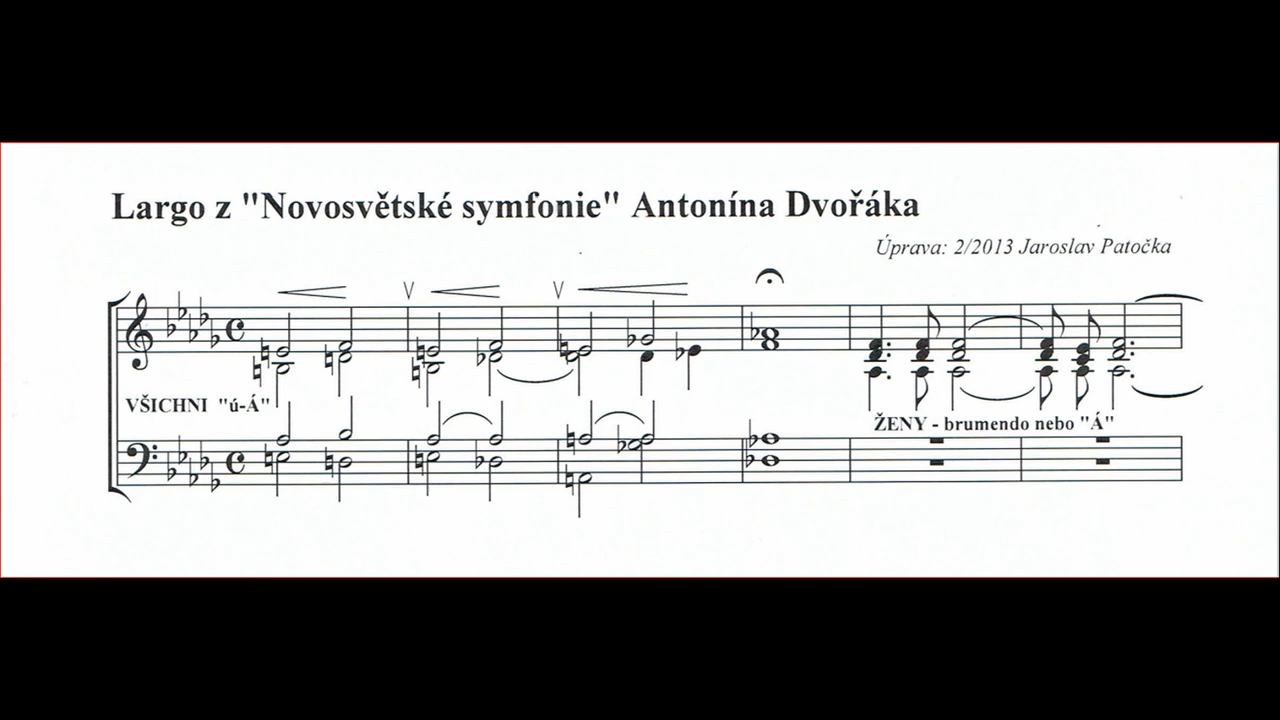 Largo z "Novosvětské symfonie" Antonína Dvořáka
Úprava: 2/2013 Jaroslav Patočka
VŠICHNI "ú-Á"
ŽENY - brumendo nebo "Á"